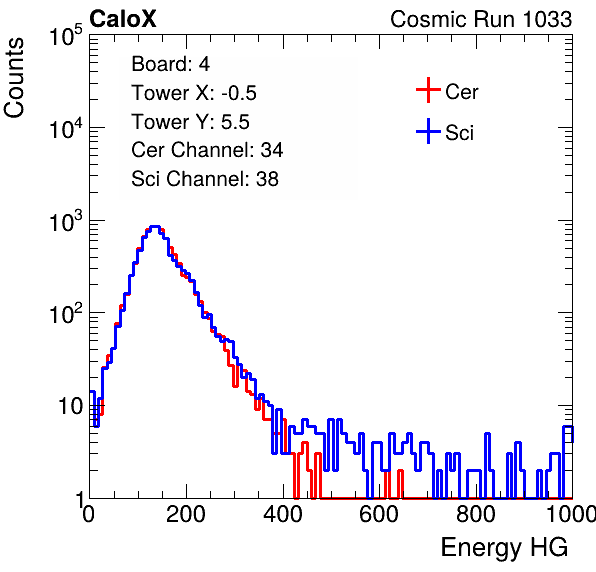 CaloX Cosmic Run 1033
Counts
10^5
10^4
10^3
10^2
10
1
Board: 4
Tower X: -0.5
Tower Y: 5.5
Cer Channel: 34
Sci Channel: 38
Cer
Sci
0 200 400 600 800 1000
Energy HG